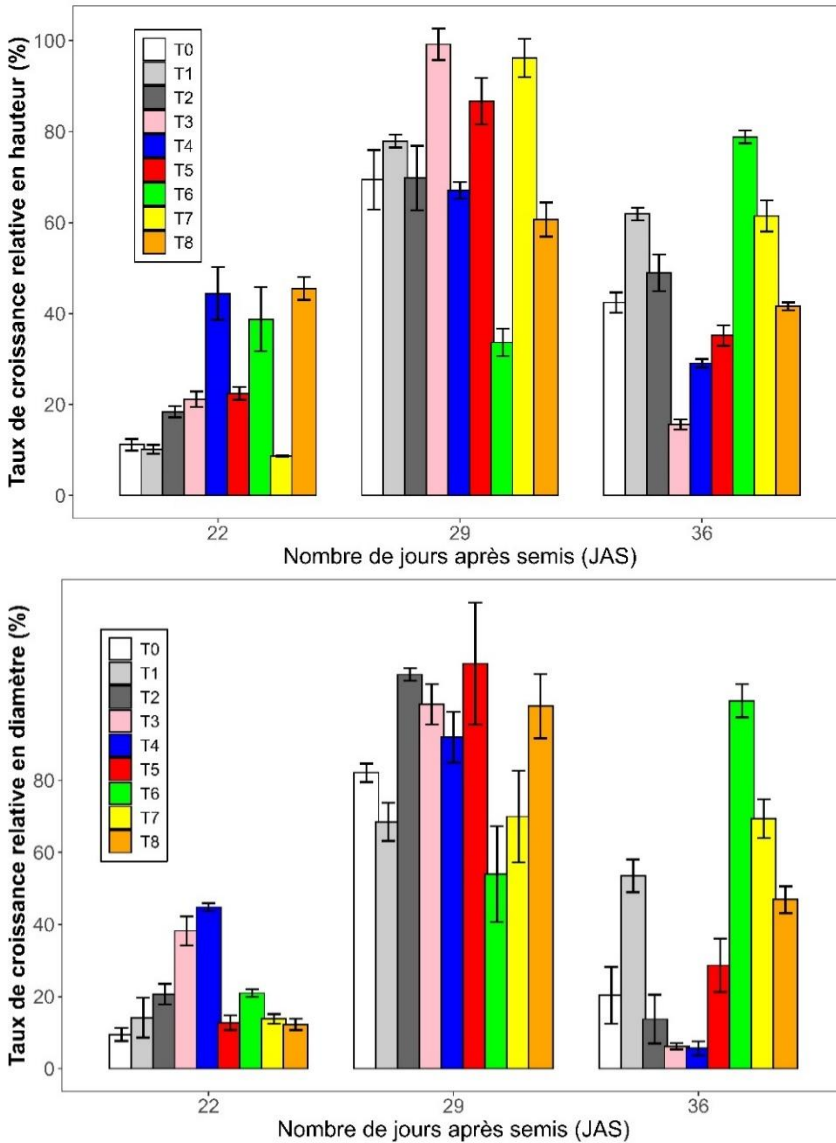 Taux de croissance relative en hauteur (%)
100
80
60
40
20
0
T0
T1
T2
T3
T4
T5
T6
T7
T8
22
29
36
Nombre de jours après semis (JAS)
Taux de croissance relative en diamètre (%)
80
60
40
20
0
T0
T1
T2
T3
T4
T5
T6
T7
T8
22
29
36
Nombre de jours après semis (JAS)